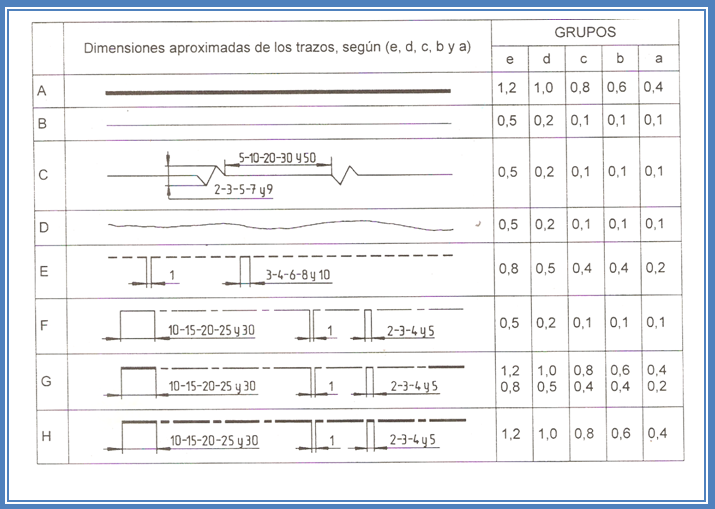 Dimensiones aproximadas de los trazos, según (e, d, c, b y a)
GRUPOS
e d c b a
A 1,2 1,0 0,8 0,6 0,4
B 0,5 0,2 0,1 0,1 0,1
5-10-20-30 y 50
C 0,5 0,2 0,1 0,1 0,1
2-3-5-7 y 9
D 0,5 0,2 0,1 0,1 0,1
E 1 3-4-6-8 y 10 0,8 0,5 0,4 0,4 0,2
F 10-15-20-25 y 30 1 2-3-4 y 5 0,5 0,2 0,1 0,1 0,1
G 10-15-20-25 y 30 1 2-3-4 y 5 1,2 1,0 0,8 0,6 0,4
0,8 0,5 0,4 0,4 0,2
H 10-15-20-25 y 30 1 2-3-4 y 5 1,2 1,0 0,8 0,6 0,4